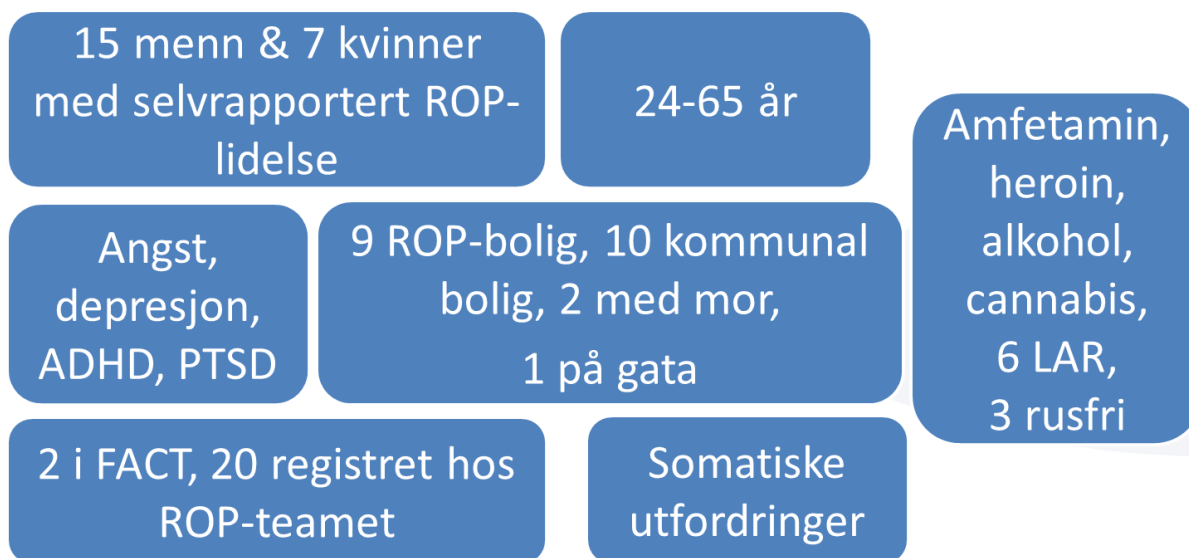 15 menn & 7 kvinner
med selvrapportert ROP-
lidelse
24-65 år
Amfetamin,
heroin,
alkohol,
cannabis,
6 LAR,
3 rusfri
Angst,
depresjon,
ADHD, PTSD
9 ROP-bolig, 10 kommunal
bolig, 2 med mor,
1 på gata
2 i FACT, 20 registret hos
ROP-teamet
Somatiske
utfordringer